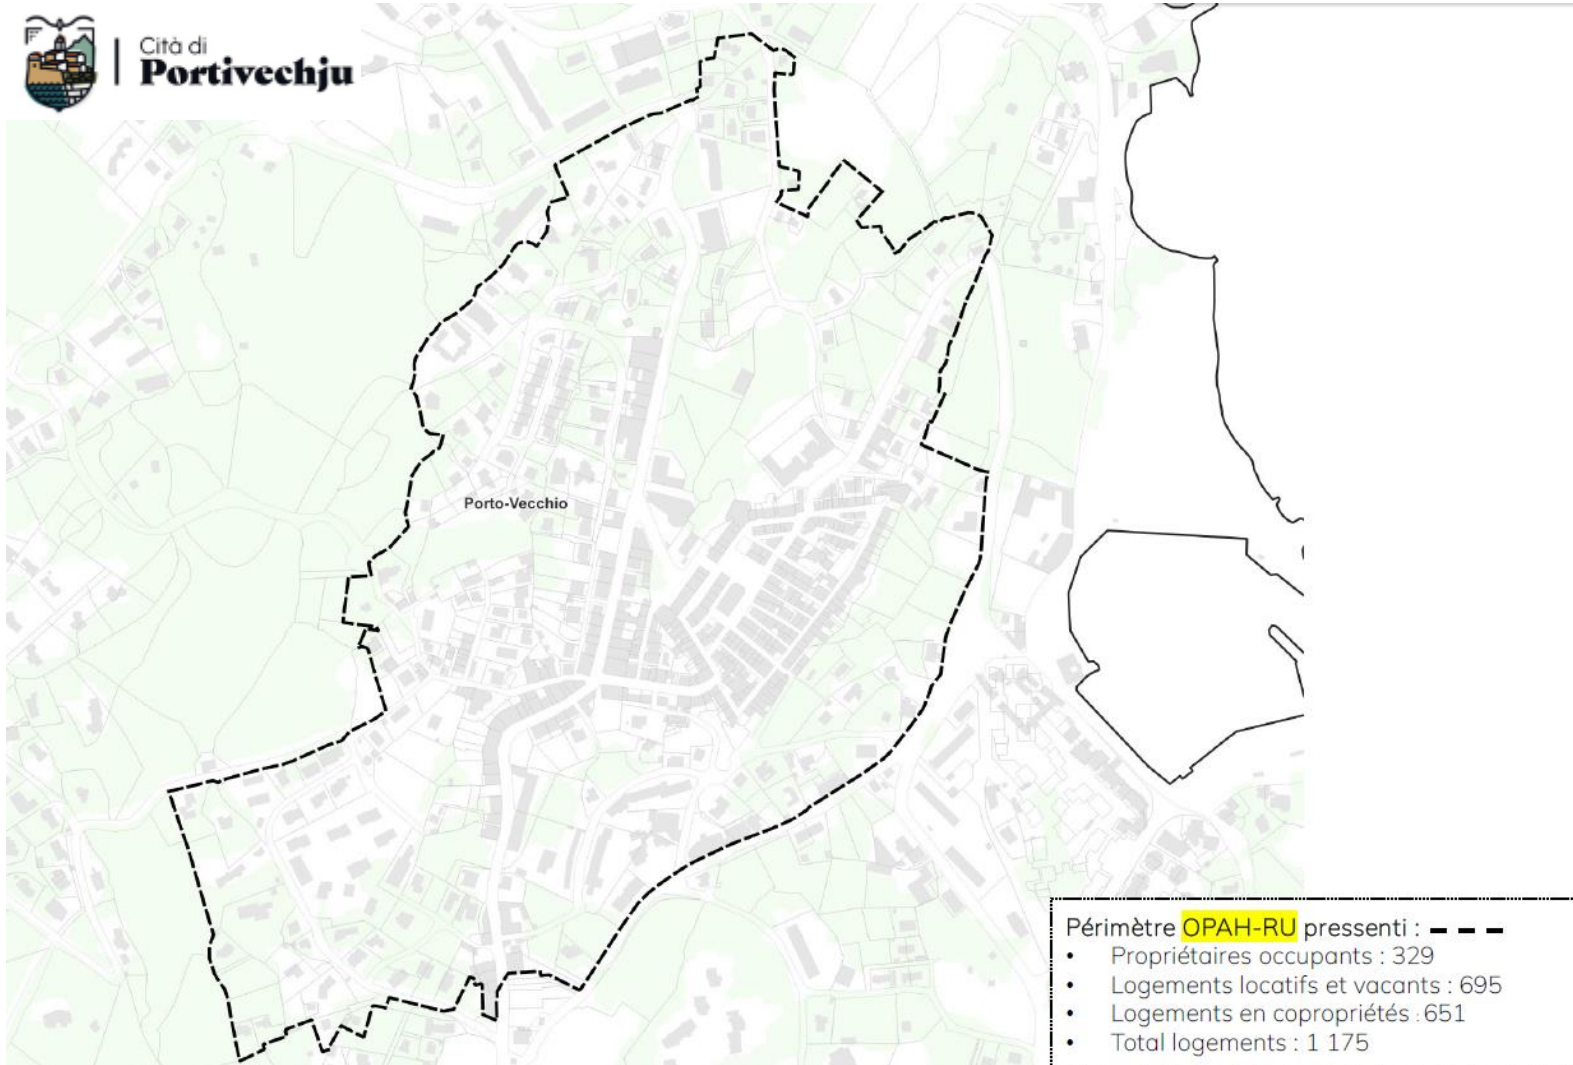 Cità di
Portivechju
Porto-Vecchio
Périmètre OPAH-RU pressenti :
• Propriétaires occupants : 329
• Logements locatifs et vacants : 695
• Logements en copropriétés : 651
• Total logements : 1 175